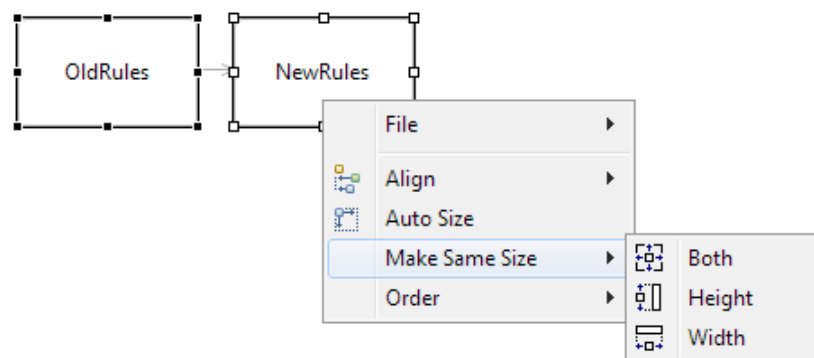 OldRules
NewRules
File
Align
Auto Size
Make Same Size
Order
Both
Height
Width